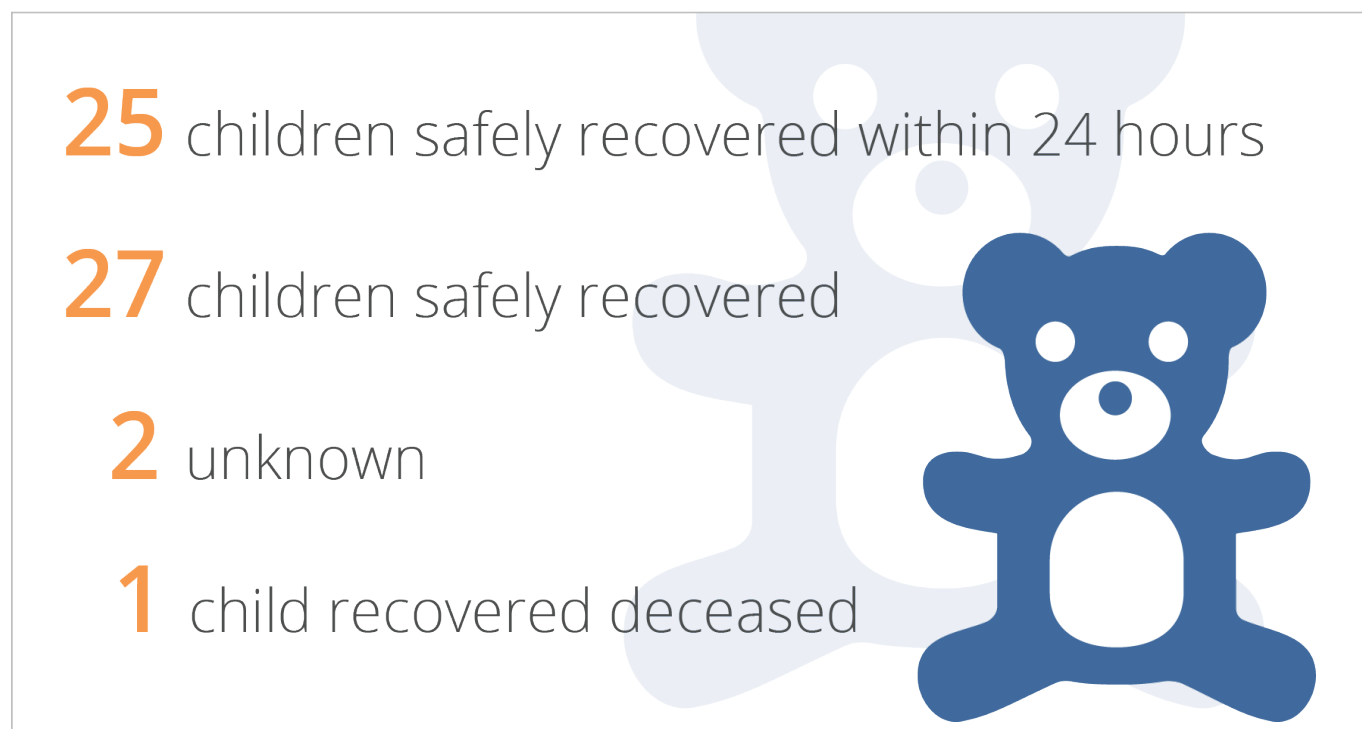 25 children safely recovered within 24 hours
27 children safely recovered
2 unknown
1 child recovered deceased